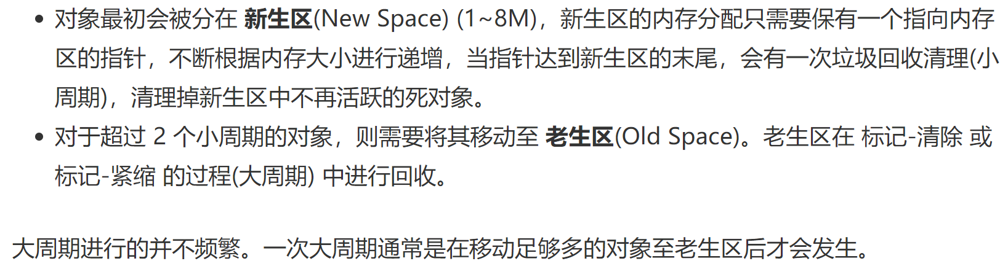 • 对象最初会被分在 新生区(New Space) (1~8M)，新生区的内存分配只需要保有一个指向内存
区的指针，不断根据内存大小进行递增，当指针达到新生区的末尾，会有一次垃圾回收清理(小
周期)，清理掉新生区中不再活跃的死对象。
• 对于超过 2 个小周期的对象，则需要将其移动至 老生区(Old Space)。老生区在 标记-清除 或
标记-紧缩 的过程(大周期) 中进行回收。
大周期进行的并不频繁。一次大周期通常是在移动足够多的对象至老生区后才会发生。